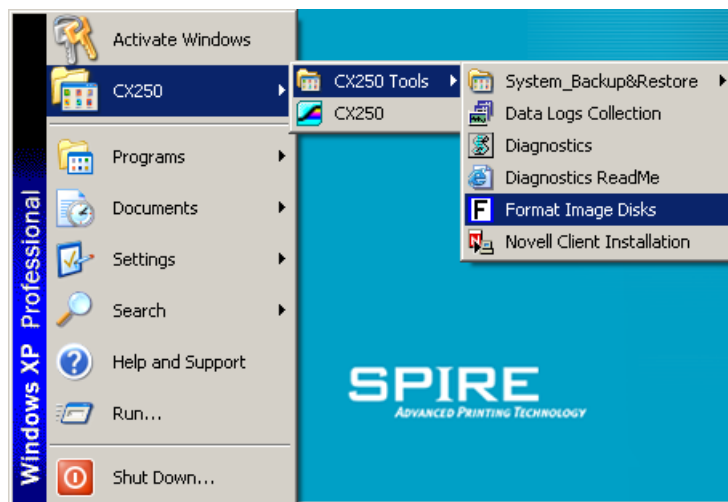 Windows XP Professional
Activate Windows
CX250
Programs
Documents
Settings
Search
Help and Support
Run...
Shut Down...
CX250 Tools
CX250
System_Backup&Restore
Data Logs Collection
Diagnostics
Diagnostics ReadMe
F Format Image Disks
Novell Client Installation
SPIRE
ADVANCED PRINTING TECHNOLOGY